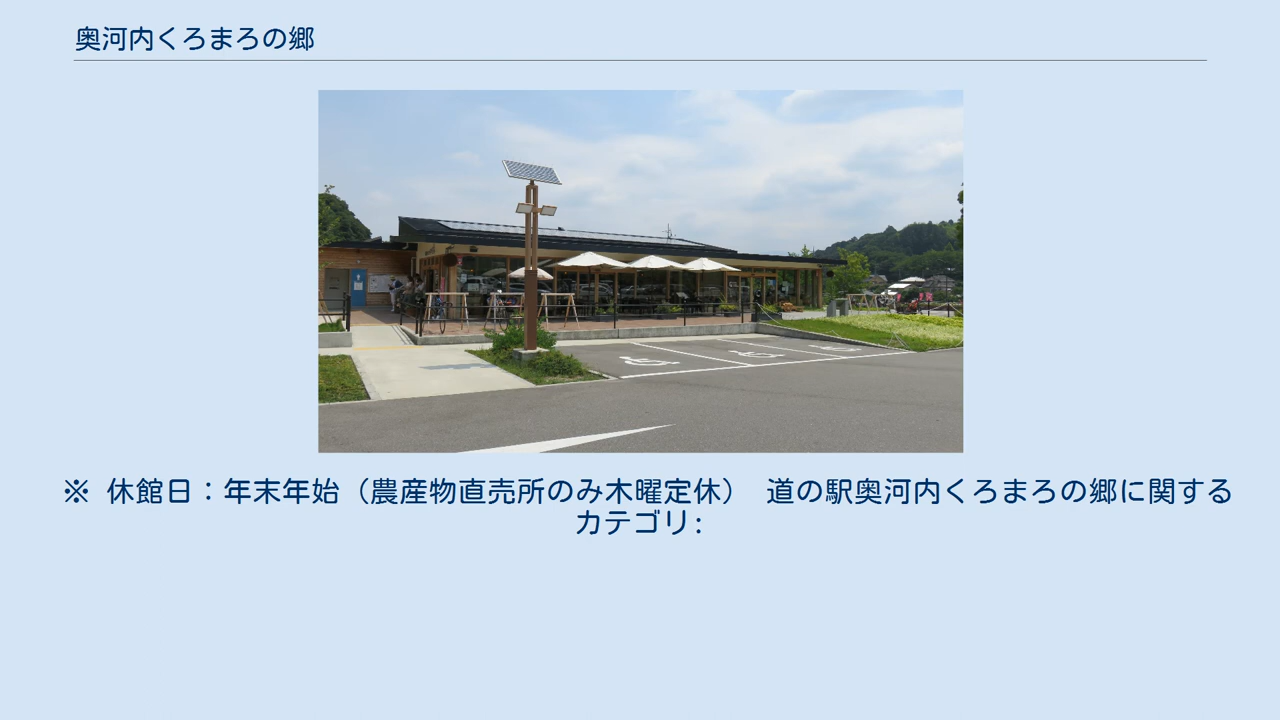 奥河内くろまろの郷
※ 休館日：年末年始（農産物直売所のみ木曜定休） 道の駅奥河内くろまろの郷に関する
カテゴリ: